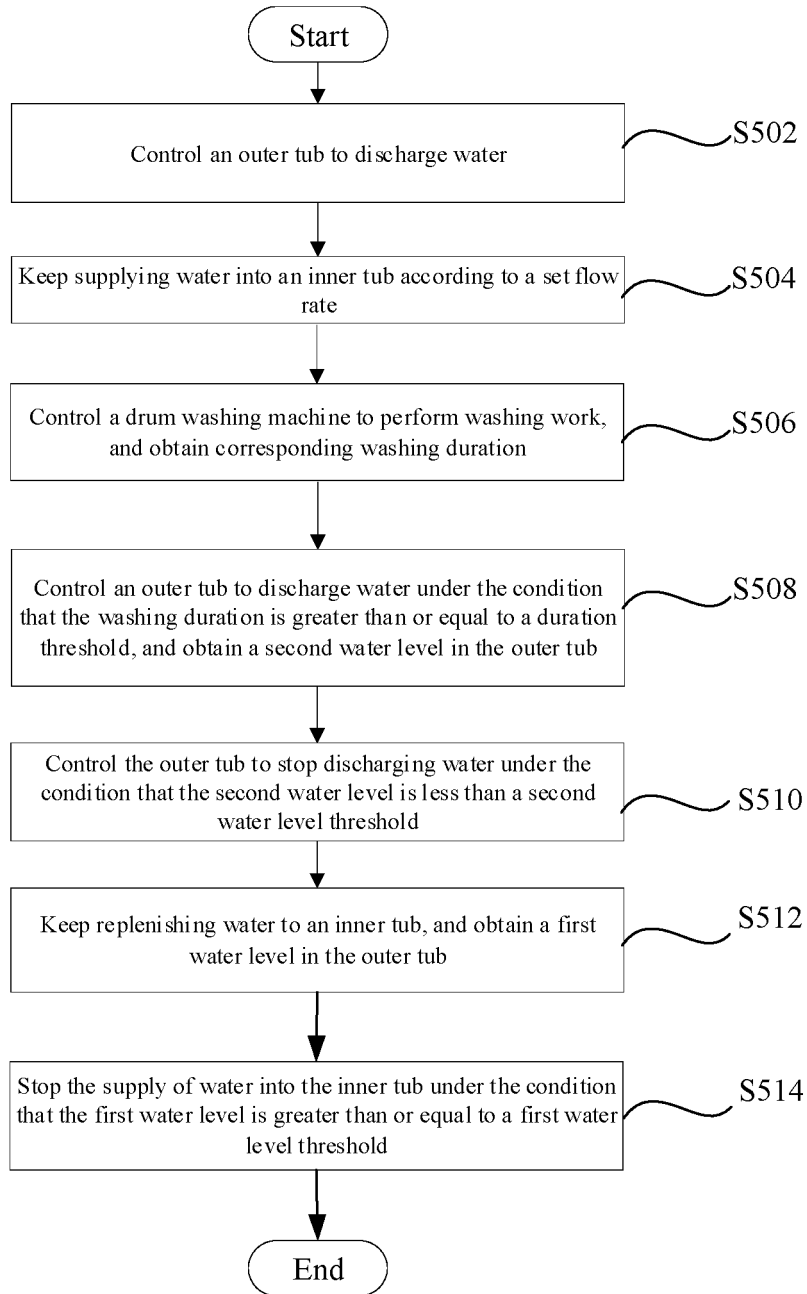 Start
Control an outer tub to discharge water
S502
Keep supplying water into an inner tub according to a set flow
rate
S504
Control a drum washing machine to perform washing work,
and obtain corresponding washing duration
S506
Control an outer tub to discharge water under the condition
that the washing duration is greater than or equal to a duration
threshold, and obtain a second water level in the outer tub
S508
Control the outer tub to stop discharging water under the
condition that the second water level is less than a second
water level threshold
S510
Keep replenishing water to an inner tub, and obtain a first
water level in the outer tub
S512
Stop the supply of water into the inner tub under the condition
that the first water level is greater than or equal to a first water
level threshold
S514
End